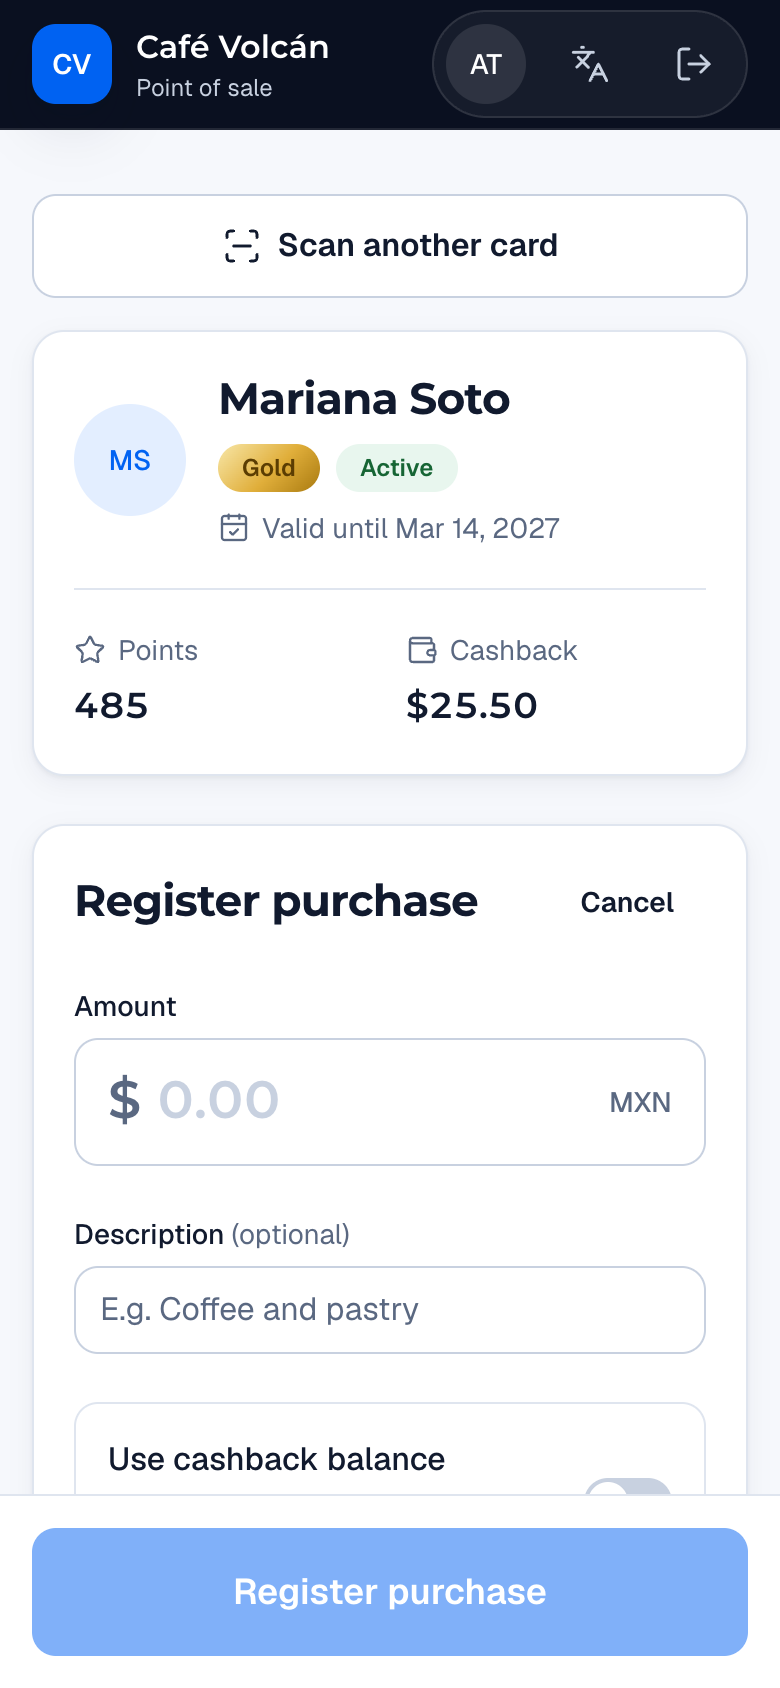 CV
Café Volcán
Point of sale
AT
Scan another card
MS
Mariana Soto
Gold
Active
Valid until Mar 14, 2027
Points
Cashback
485
$25.50
Register purchase
Cancel
Amount
$ 0.00
MXN
Description (optional)
E.g. Coffee and pastry
Use cashback balance
Register purchase